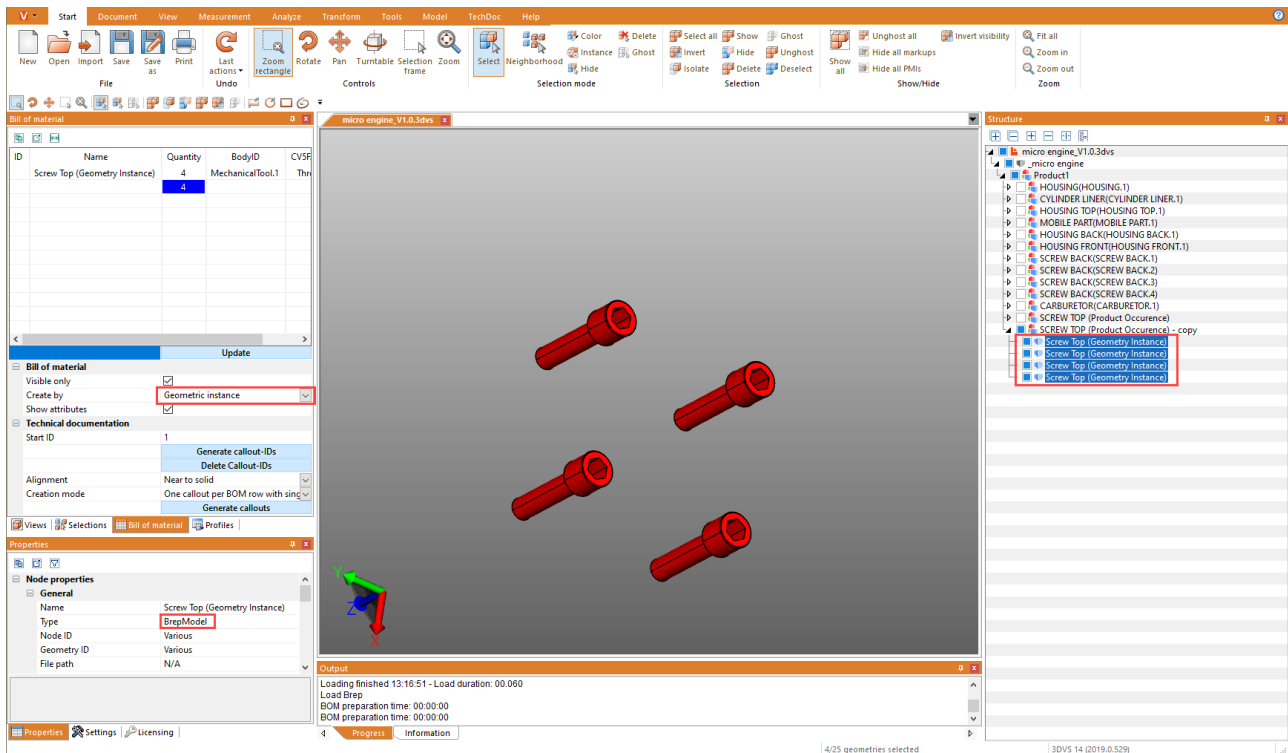 V Start Document View Measurement Analyze Transform Tools Model TechDoc Help
New Open Import Save Save as Print
File
Last actions
Undo
Zoom rectangle Rotate Pan Turntable Selection frame Zoom
Controls
Select Neighborhood Color Delete
Instance Ghost
Hide
Selection mode
Select all Show Ghost
Invert Hide Unghost
Isolate Delete Deselect
Selection
Show all Unghost all Invert visibility
Hide all markups
Hide all PMIs
Show/Hide
Fit all
Zoom in
Zoom out
Zoom
Bill of material
ID Name Quantity BodyID CV5F
Screw Top (Geometry Instance) 4 MechanicalTool.1 Thr
4
Update
Bill of material
Visible only
Create by Geometric instance
Show attributes
Technical documentation
Start ID 1
Generate callout-IDs
Delete Callout-IDs
Alignment Near to solid
Creation mode One callout per BOM row with sing
Generate callouts
Views Selections Bill of material Profiles
Properties
Node properties
General
Name Screw Top (Geometry Instance)
Type BrepModel
Node ID Various
Geometry ID Various
File path N/A
Properties Settings Licensing
micro engine_V1.0.3dvs
Y
Z
X
Output
Loading finished 13:16:51 - Load duration: 00.060
Load Brep
BOM preparation time: 00:00:00
BOM preparation time: 00:00:00
Progress Information
Structure
micro engine_V1.0.3dvs
_micro engine
Product1
HOUSING(HOUSING.1)
CYLINDER LINER(CYLINDER LINER.1)
HOUSING TOP(HOUSING TOP.1)
MOBILE PART(MOBILE PART.1)
HOUSING BACK(HOUSING BACK.1)
HOUSING FRONT(HOUSING FRONT.1)
SCREW BACK(SCREW BACK.1)
SCREW BACK(SCREW BACK.2)
SCREW BACK(SCREW BACK.3)
SCREW BACK(SCREW BACK.4)
CARBURETOR(CARBURETOR.1)
SCREW TOP (Product Occurence)
SCREW TOP (Product Occurence) - copy
Screw Top (Geometry Instance)
Screw Top (Geometry Instance)
Screw Top (Geometry Instance)
Screw Top (Geometry Instance)
4/25 geometries selected 3DVS 14 (2019.0.529)